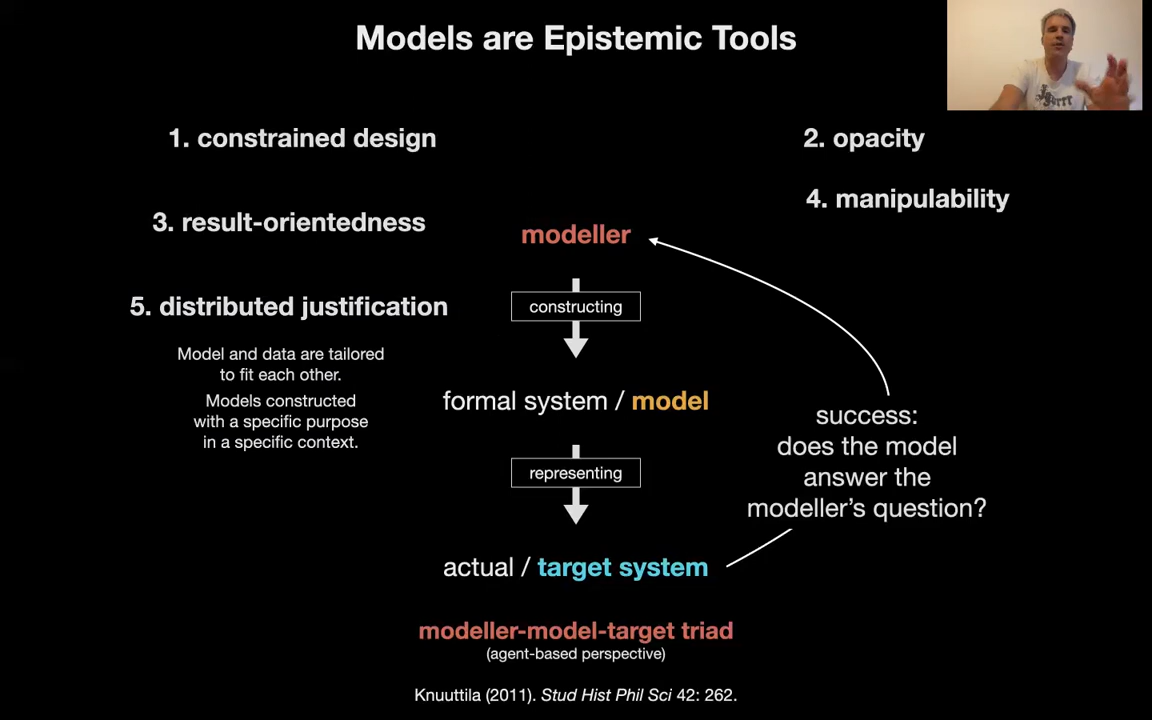 Models are Epistemic Tools
1. constrained design
2. opacity
3. result-orientedness
4. manipulability
5. distributed justification
Model and data are tailored
to fit each other.
Models constructed
with a specific purpose
in a specific context.
modeller
constructing
formal system / model
representing
actual / target system
success:
does the model
answer the
modeller's question?
modeller-model-target triad
(agent-based perspective)
Knuuttila (2011). Stud Hist Phil Sci 42: 262.